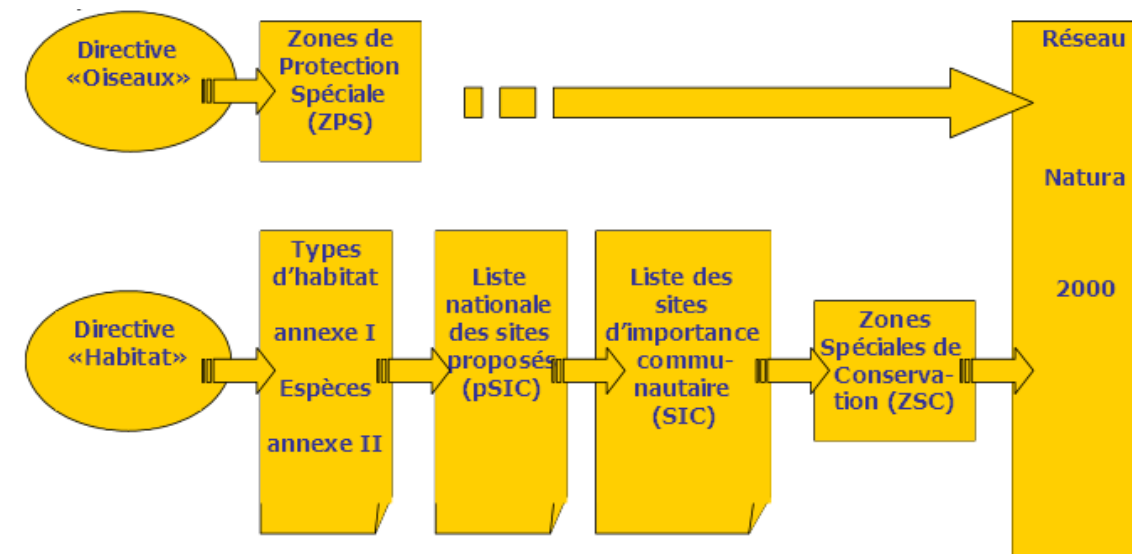 Directive
«Oiseaux»
Zones de
Protection
Spéciale
(ZPS)
Réseau
Natura
2000
Directive
«Habitat»
Types
d'habitat
annexe I
Espèces
annexe II
Liste
nationale
des sites
proposés
(pSIC)
Liste des
sites
d'importance
commu-
nautaire
(SIC)
Zones
Spéciales de
Conserva-
tion (ZSC)